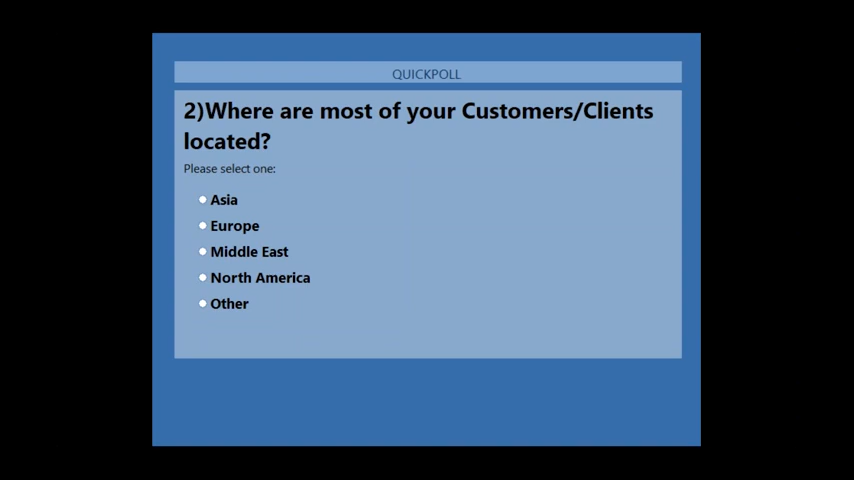 QUICKPOLL
2)Where are most of your Customers/Clients
located?
Please select one:
Asia
Europe
Middle East
North America
Other